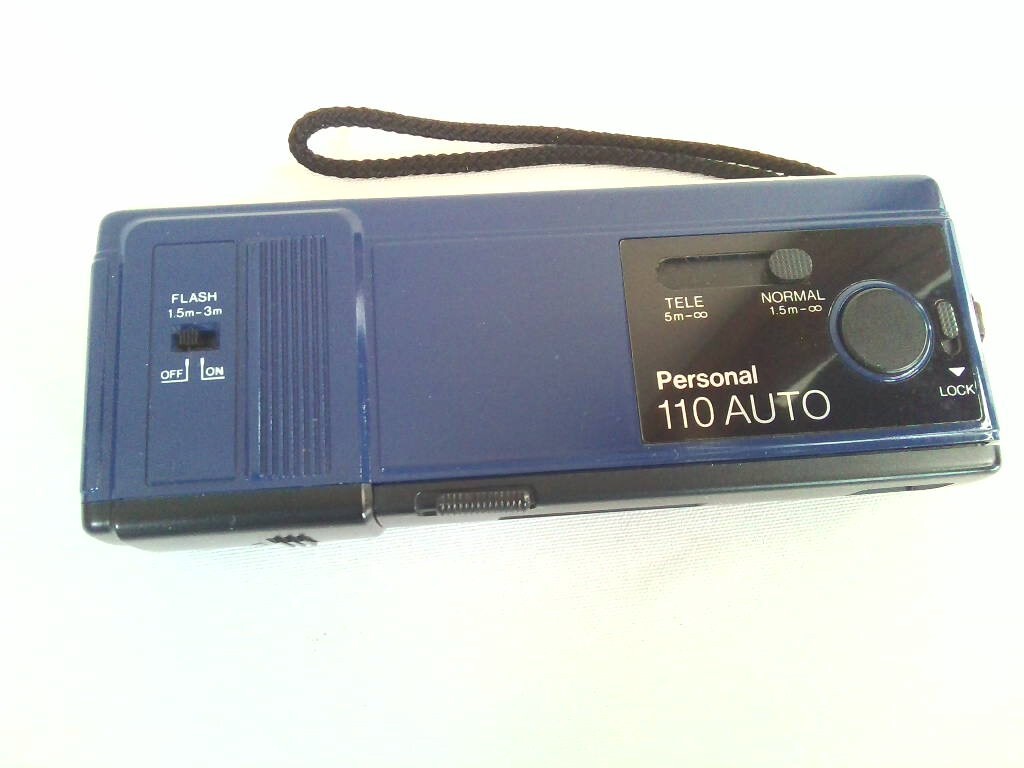 FLASH
1.5m-3m
OFF ON
TELE
5m-∞
NORMAL
1.5m-∞
Personal
110 AUTO
LOCK